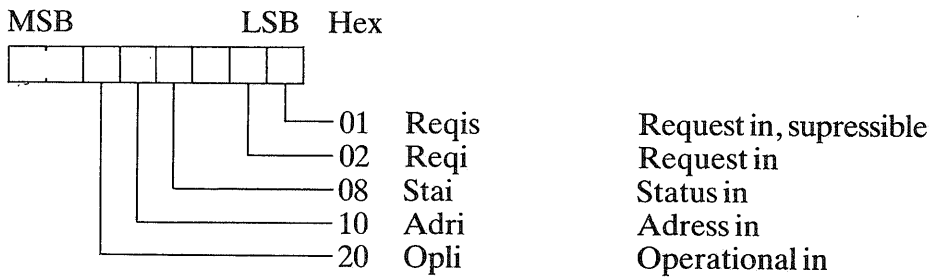 MSB LSB Hex
01 Reqis Request in, supressible
02 Reqi Request in
08 Stai Status in
10 Adri Adress in
20 Opli Operational in